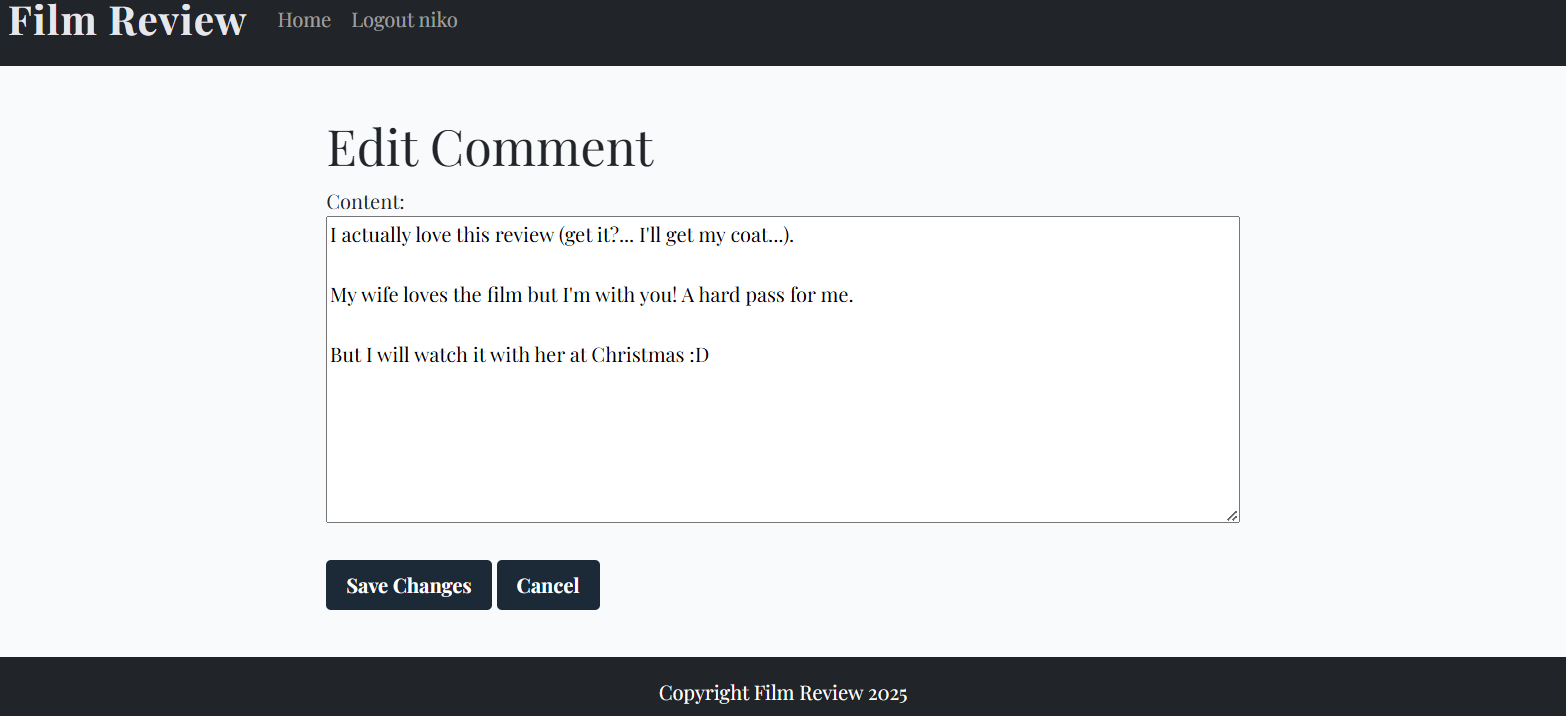 Film Review Home Logout niko
Edit Comment
Content:
I actually love this review (get it?... I'll get my coat...).
My wife loves the film but I'm with you! A hard pass for me.
But I will watch it with her at Christmas :D
Save Changes Cancel
Copyright Film Review 2025